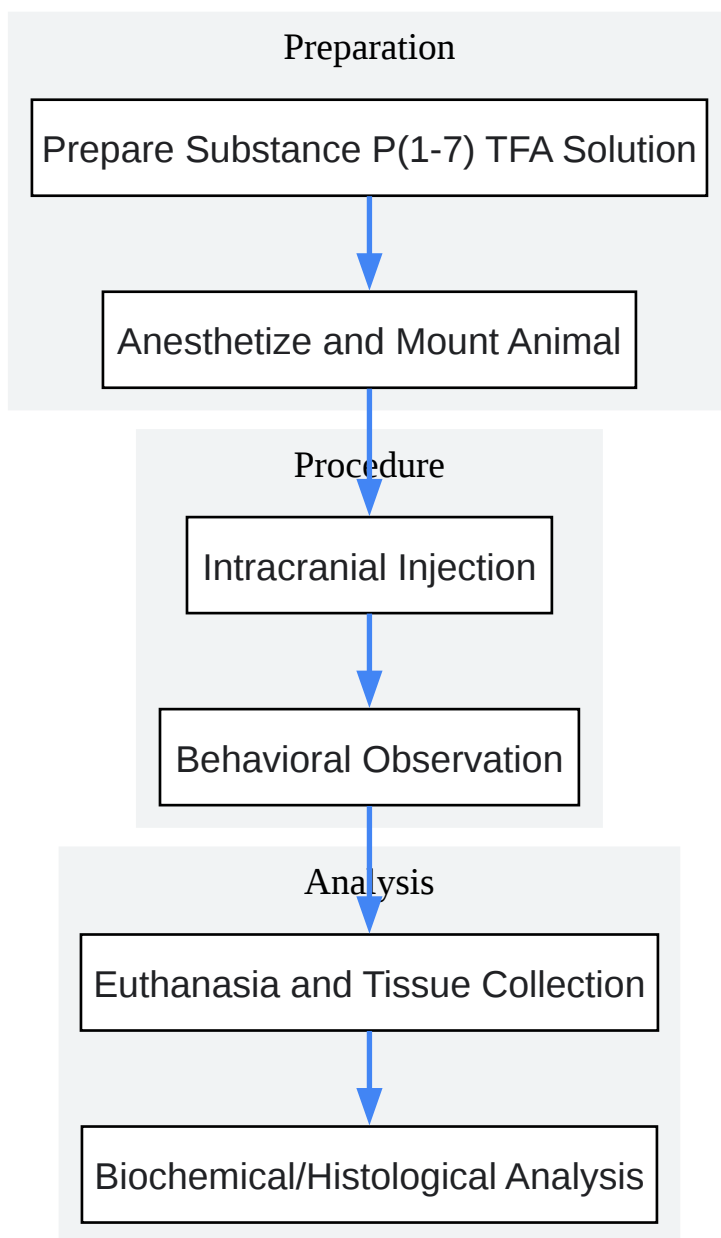 Preparation
Prepare Substance P(1-7) TFA Solution
Anesthetize and Mount Animal
Procedure
Intracranial Injection
Behavioral Observation
Analysis
Euthanasia and Tissue Collection
Biochemical/Histological Analysis